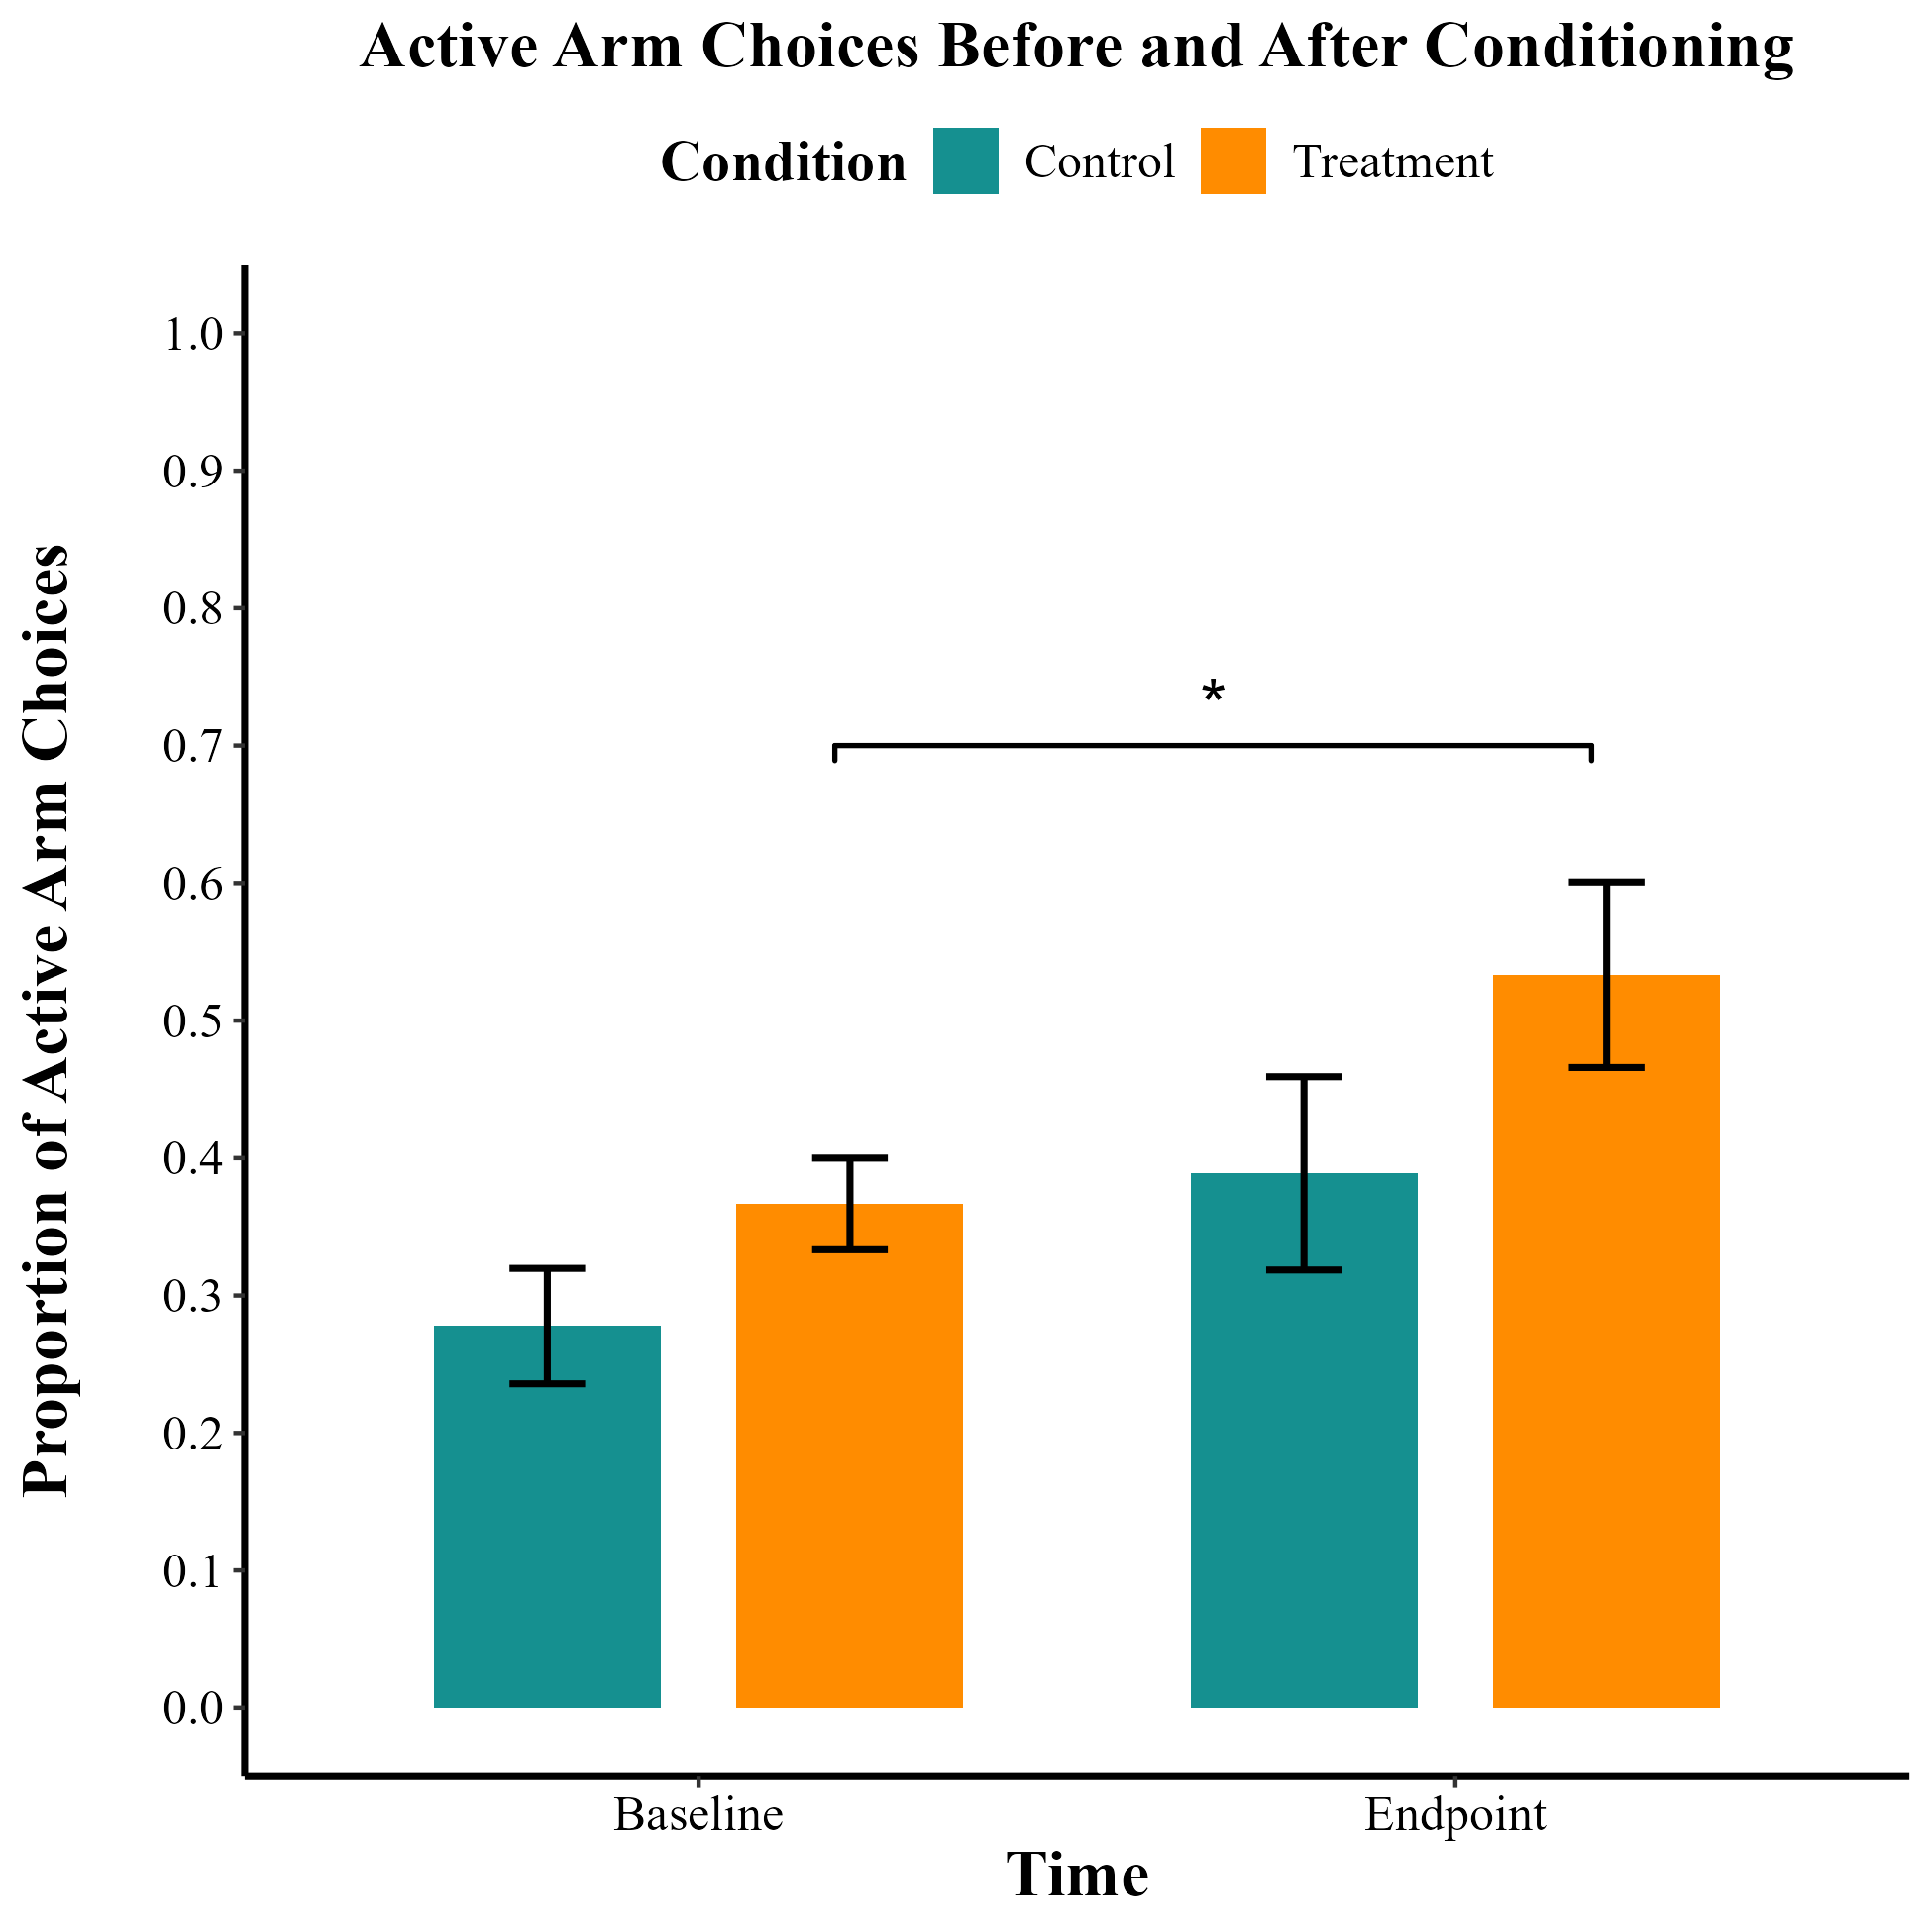 Active Arm Choices Before and After Conditioning
Condition Control Treatment
Proportion of Active Arm Choices
1.0
0.9
0.8
0.7
0.6
0.5
0.4
0.3
0.2
0.1
0.0
*
Baseline Endpoint
Time